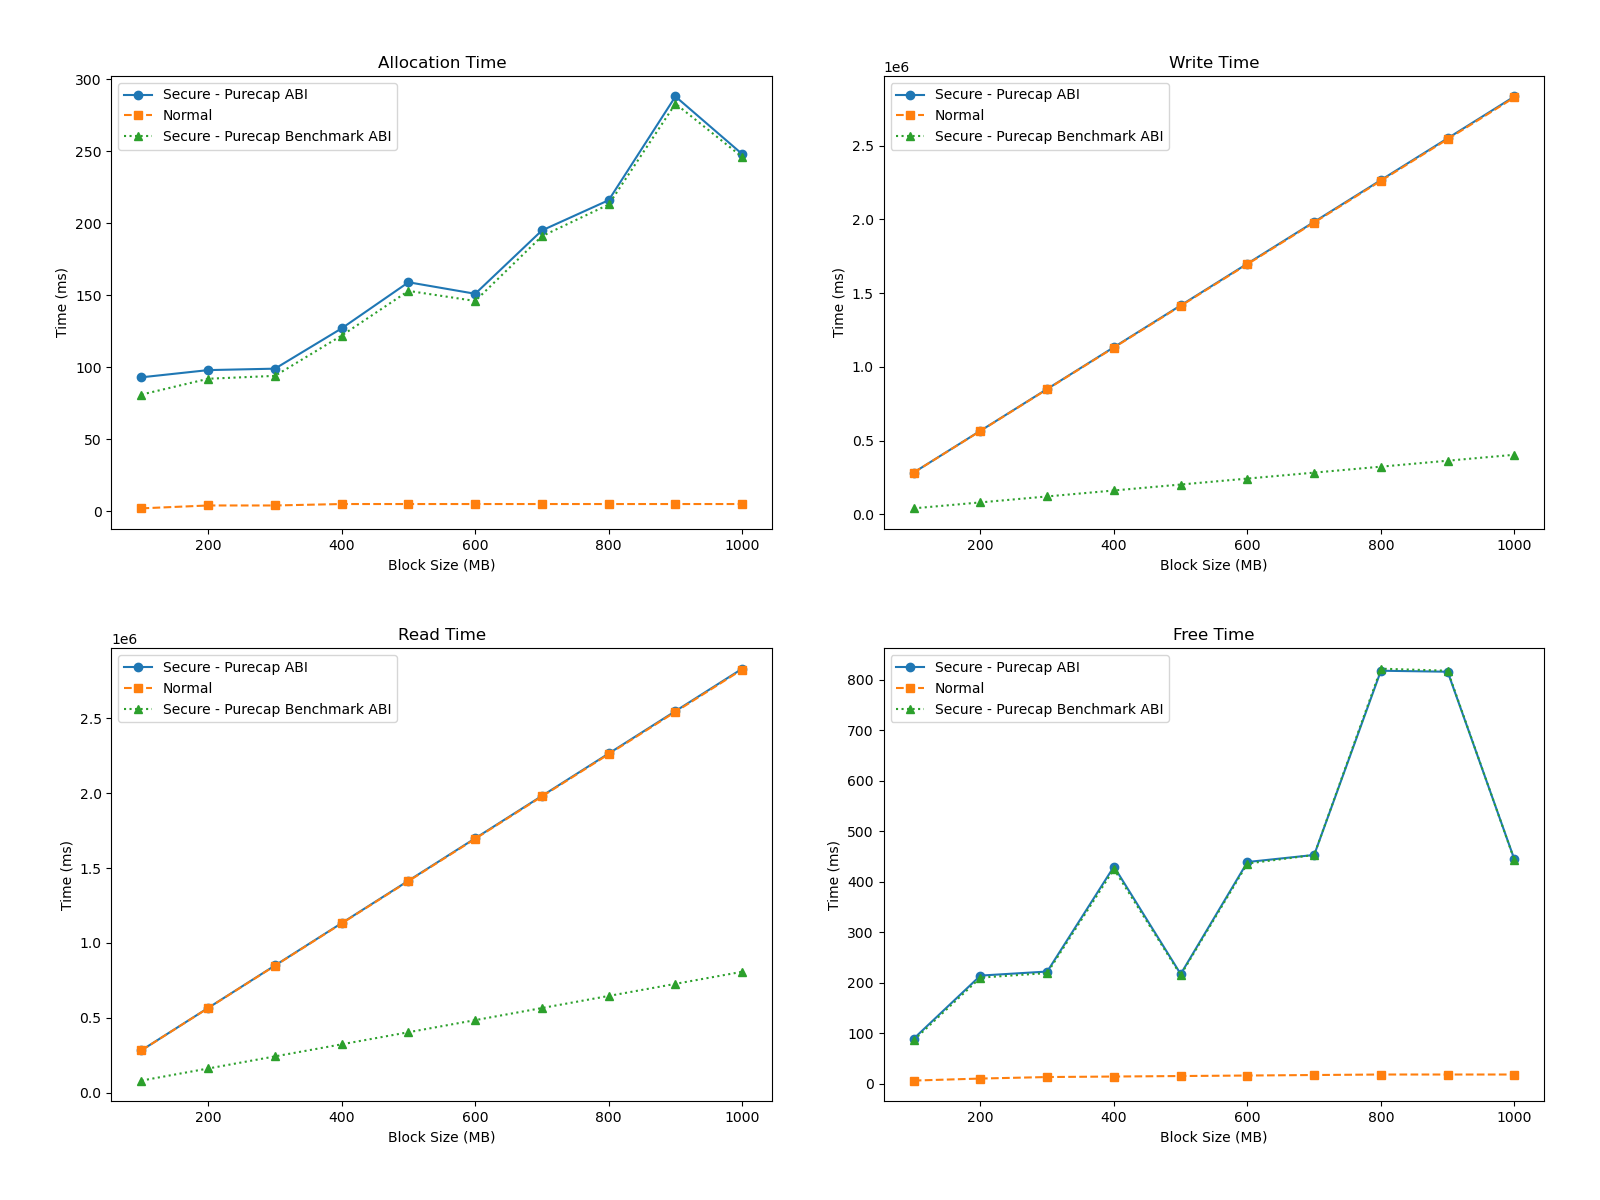 Allocation Time
300
250
200
150
100
50
0
Time (ms)
Secure - Purecap ABI
Normal
Secure - Purecap Benchmark ABI
200 400 600 800 1000
Block Size (MB)
Write Time
1e6
2.5
2.0
1.5
1.0
0.5
0.0
Time (ms)
Secure - Purecap ABI
Normal
Secure - Purecap Benchmark ABI
200 400 600 800 1000
Block Size (MB)
Read Time
1e6
2.5
2.0
1.5
1.0
0.5
0.0
Time (ms)
Secure - Purecap ABI
Normal
Secure - Purecap Benchmark ABI
200 400 600 800 1000
Block Size (MB)
Free Time
800
700
600
500
400
300
200
100
0
Time (ms)
Secure - Purecap ABI
Normal
Secure - Purecap Benchmark ABI
200 400 600 800 1000
Block Size (MB)